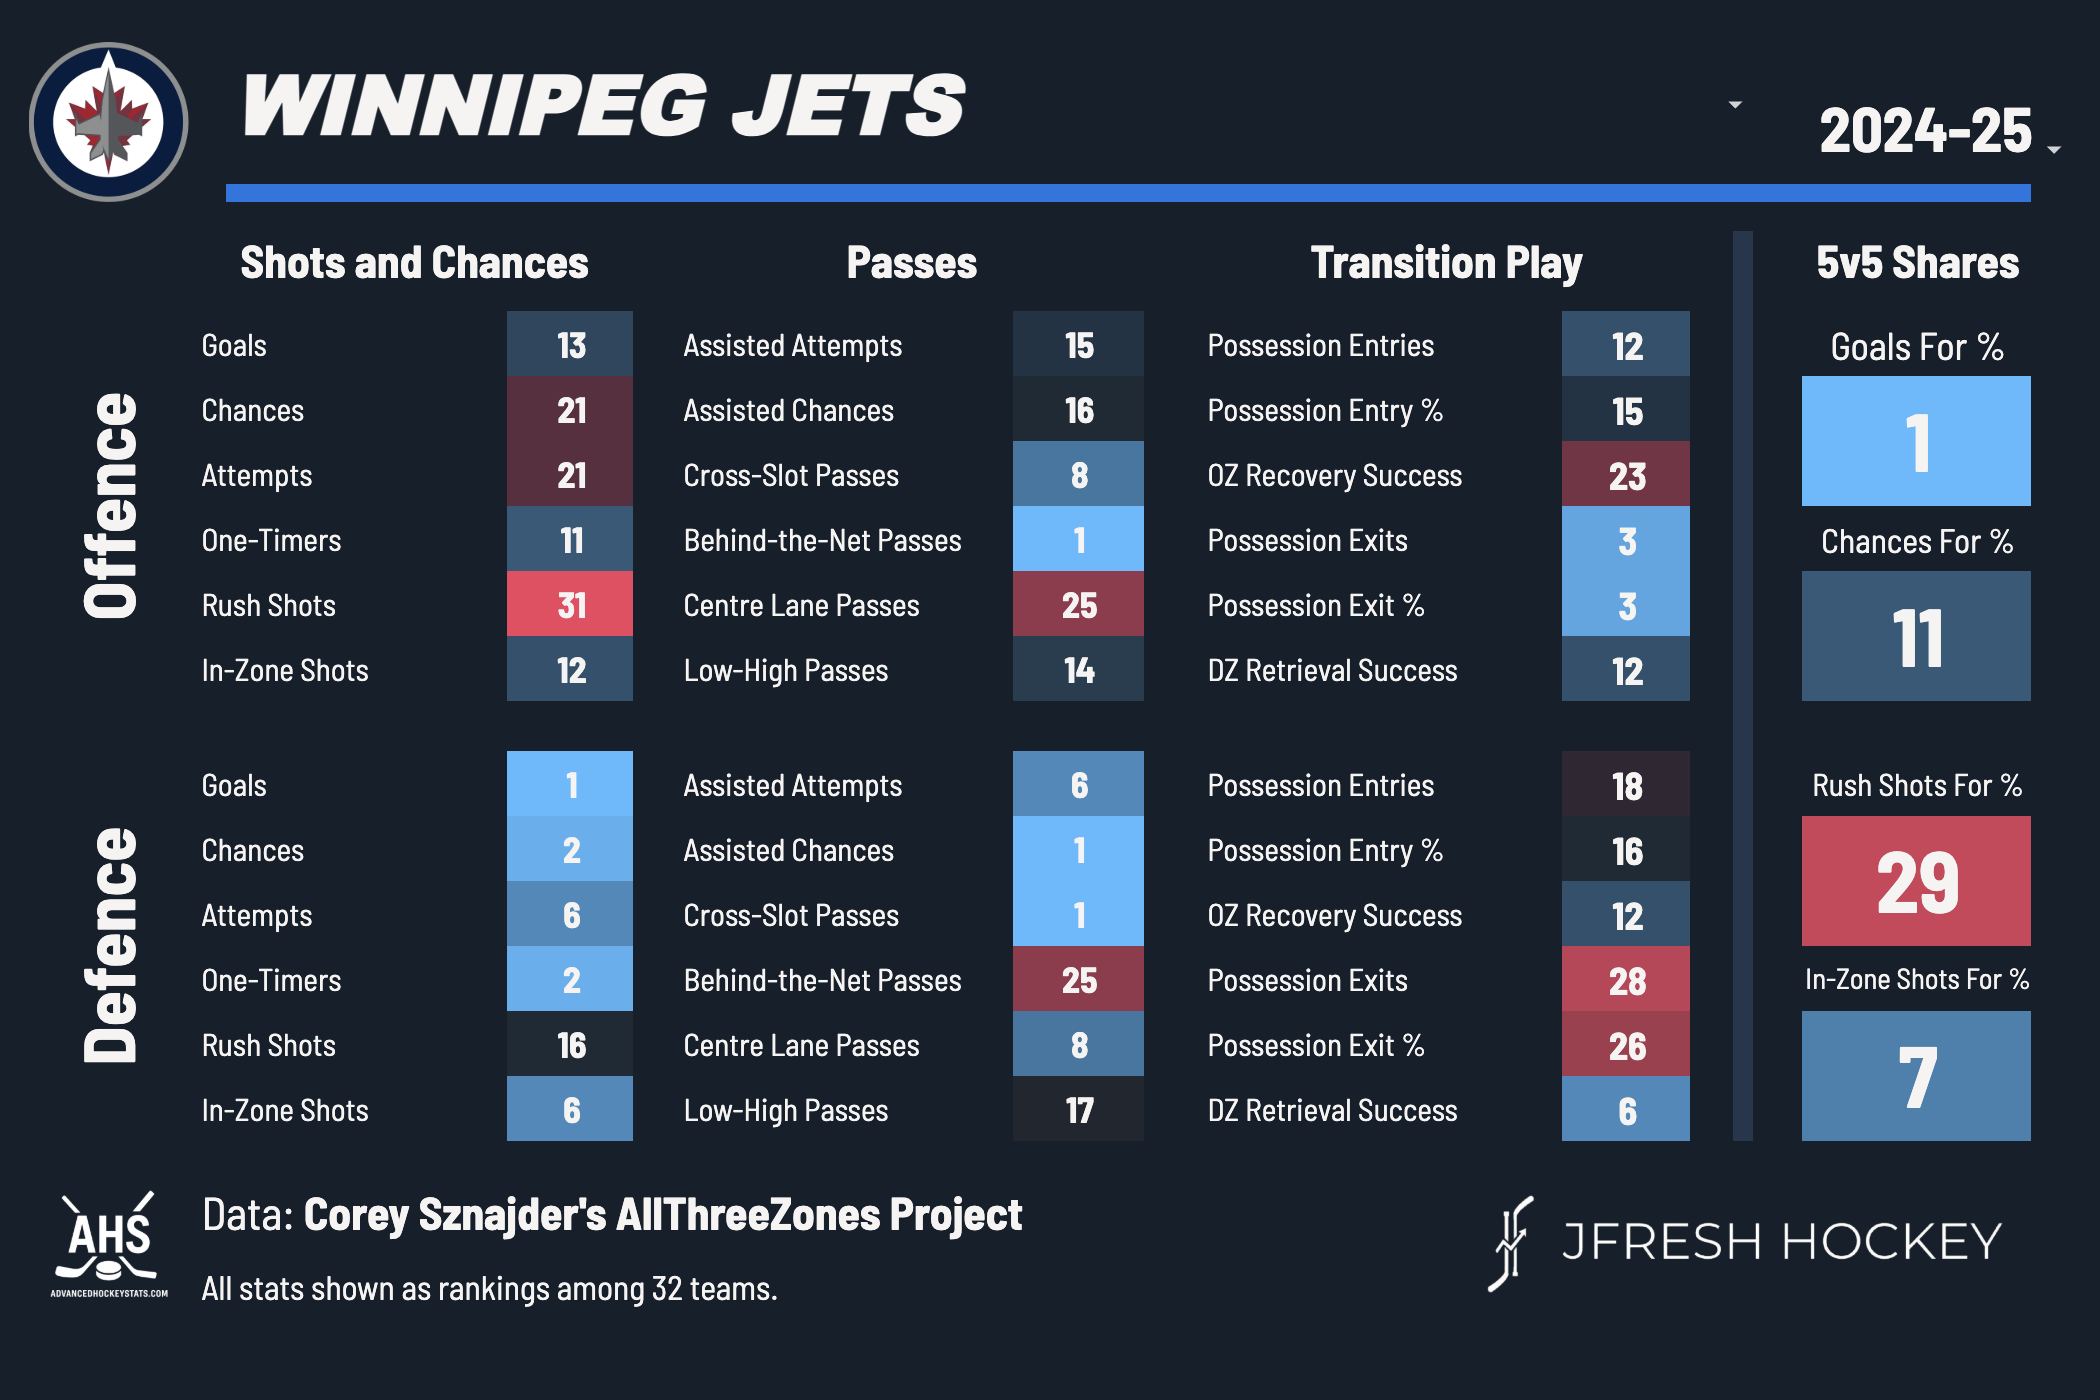 WINNIPEG JETS
2024-25
Shots and Chances Passes Transition Play 5v5 Shares
Offence
Goals 13 Assisted Attempts 15 Possession Entries 12 Goals For %
Chances 21 Assisted Chances 16 Possession Entry % 15 1
Attempts 21 Cross-Slot Passes 8 OZ Recovery Success 23
One-Timers 11 Behind-the-Net Passes 1 Possession Exits 3 Chances For %
Rush Shots 31 Centre Lane Passes 25 Possession Exit % 3 11
In-Zone Shots 12 Low-High Passes 14 DZ Retrieval Success 12
Defence
Goals 1 Assisted Attempts 6 Possession Entries 18 Rush Shots For %
Chances 2 Assisted Chances 1 Possession Entry % 16 29
Attempts 6 Cross-Slot Passes 1 OZ Recovery Success 12
One-Timers 2 Behind-the-Net Passes 25 Possession Exits 28 In-Zone Shots For %
Rush Shots 16 Centre Lane Passes 8 Possession Exit % 26 7
In-Zone Shots 6 Low-High Passes 17 DZ Retrieval Success 6
AHS
ADVANCEDHOCKEYSTATS.COM
Data: Corey Sznajder's AllThreeZones Project
All stats shown as rankings among 32 teams.
JFRESH HOCKEY